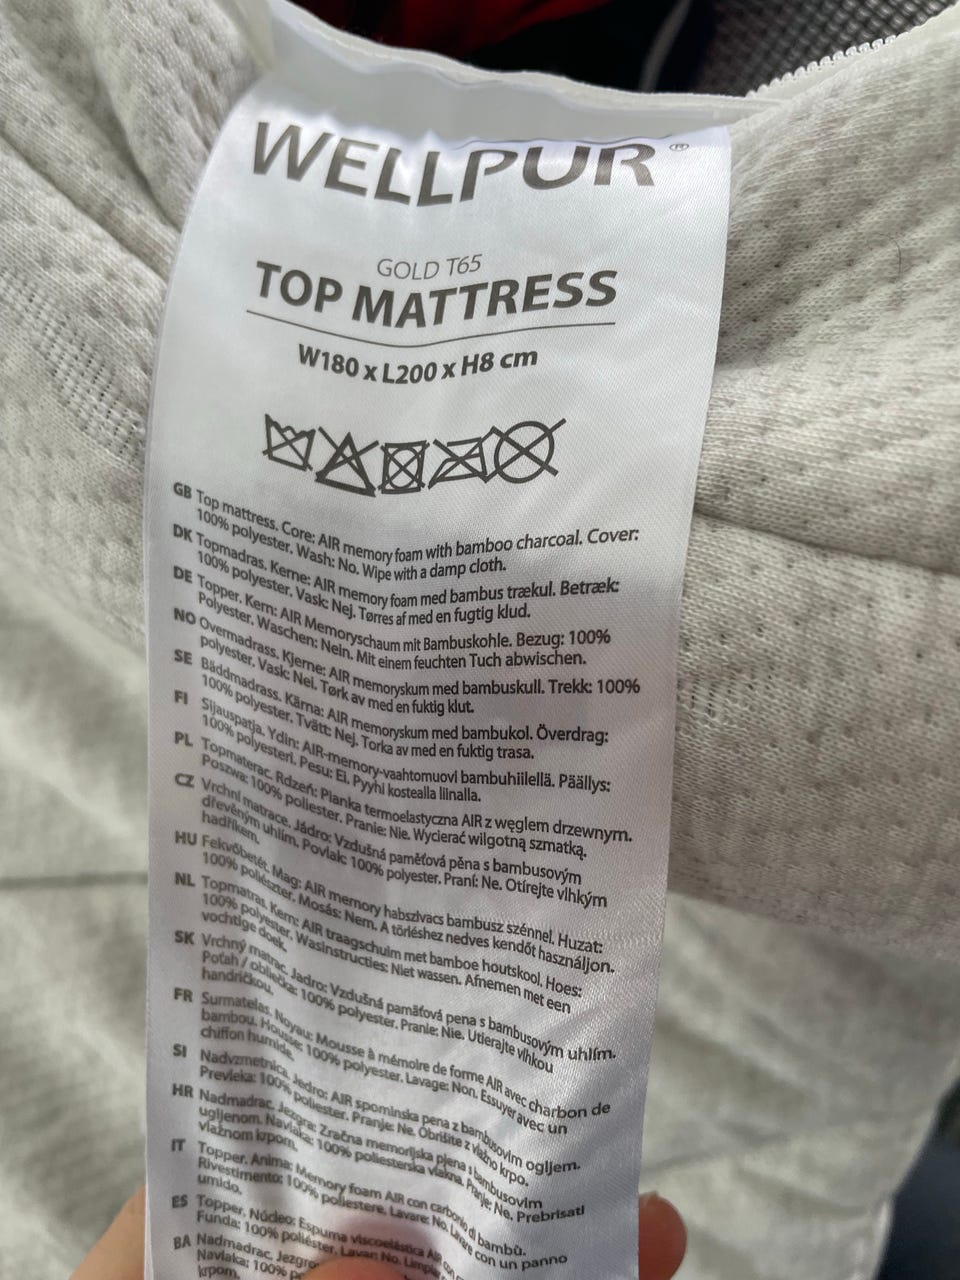 WELLPUR®
GOLD T65
TOP MATTRESS
W180 x L200 x H8 cm
GB Top mattress. Core: AIR memory foam with bamboo charcoal. Cover:
100% polyester. Wash: No. Wipe with a damp cloth.
DK Topmadras. Kerne: AIR memory foam med bambus trækul. Betræk:
100% polyester. Vask: Nej. Tørres af med en fugtig klud.
DE Topper. Kern: AIR Memoryschaum mit Bambuskohle. Bezug: 100%
Polyester. Waschen: Nein. Mit einem feuchten Tuch abwischen.
NO Overmadrass. Kjerne: AIR memoryskum med bambuskull. Trekk: 100%
polyester. Vask: Nei. Tørk av med en fuktig klut.
SE Bäddmadrass. Kärna: AIR memoryskum med bambukol. Överdrag:
100% polyester. Tvätt: Nej. Torka av med en fuktig trasa.
FI Sijauspatja. Ydin: AIR-memory-vaahtomuovi bambuhiilellä. Päällys:
100% polyesteri. Pesu: Ei. Pyyhi kostealla liinalla.
PL Topmaterac. Rdzeń: Pianka termoelastyczna AIR z węglem drzewnym.
Poszwa: 100% poliester. Pranie: Nie. Wycierać wilgotną szmatką.
CZ Vrchní matrace. Jádro: Vzdušná paměťová pěna s bambusovým
dřevěným uhlím. Povlak: 100% polyester. Praní: Ne. Otírejte vlhkým
hadříkem.
HU Fekvőbetét. Mag: AIR memory habszivacs bambusz szénnel. Huzat:
100% poliészter. Mosás: Nem. A törléshez nedves kendőt használjon.
NL Topmatras. Kern: AIR traagschuim met bamboe houtskool. Hoes:
100% polyester. Wasinstructies: Niet wassen. Afnemen met een
vochtige doek.
SK Vrchný matrac. Jadro: Vzdušná pamäťová pena s bambusovým uhlím.
Poťah / obliečka: 100% polyester. Pranie: Nie. Utierajte vlhkou
handričkou.
FR Surmatelas. Noyau: Mousse à mémoire de forme AIR avec charbon de
bambou. Housse: 100% polyester. Lavage: Non. Essuyer avec un
chiffon humide.
SI Nadvzmetnica. Jedro: AIR spominska pena z bambusovim ogljem.
Prevleka: 100% poliester. Pranje: Ne. Obrišite z vlažno krpo.
HR Nadmadrac. Jezgra: Zračna memorijska pjena s bambusovim
ugljenom. Navlaka: 100% poliesterska vlakna. Pranje: Ne. Prebrisati
vlažnom krpom.
IT Topper. Anima: Memory foam AIR con carbone di bambù.
Rivestimento: 100% poliestere. Lavare: No. Lavare con un panno
umido.
ES Topper. Núcleo: Espuma viscoelástica AIR con
Funda: 100% poliéster. Lavar: No.
BA Nadmadrac. Jezgro:
Navlaka: 100%
krpom.